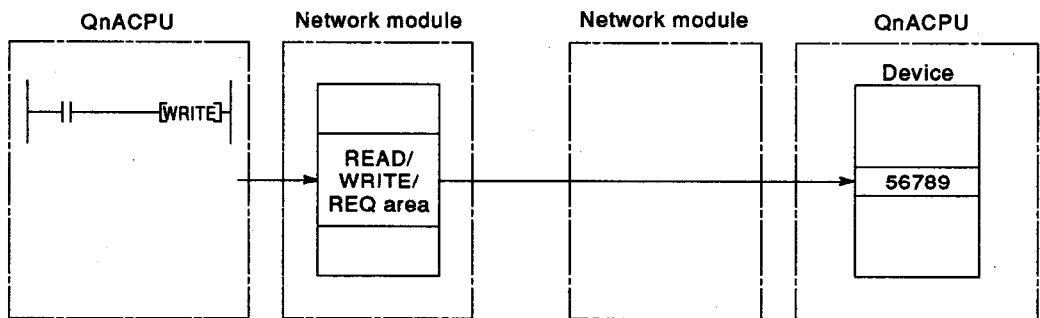 QnACPU
Network module
Network module
QnACPU
Device
[WRITE]
READ/
WRITE/
REQ area
56789